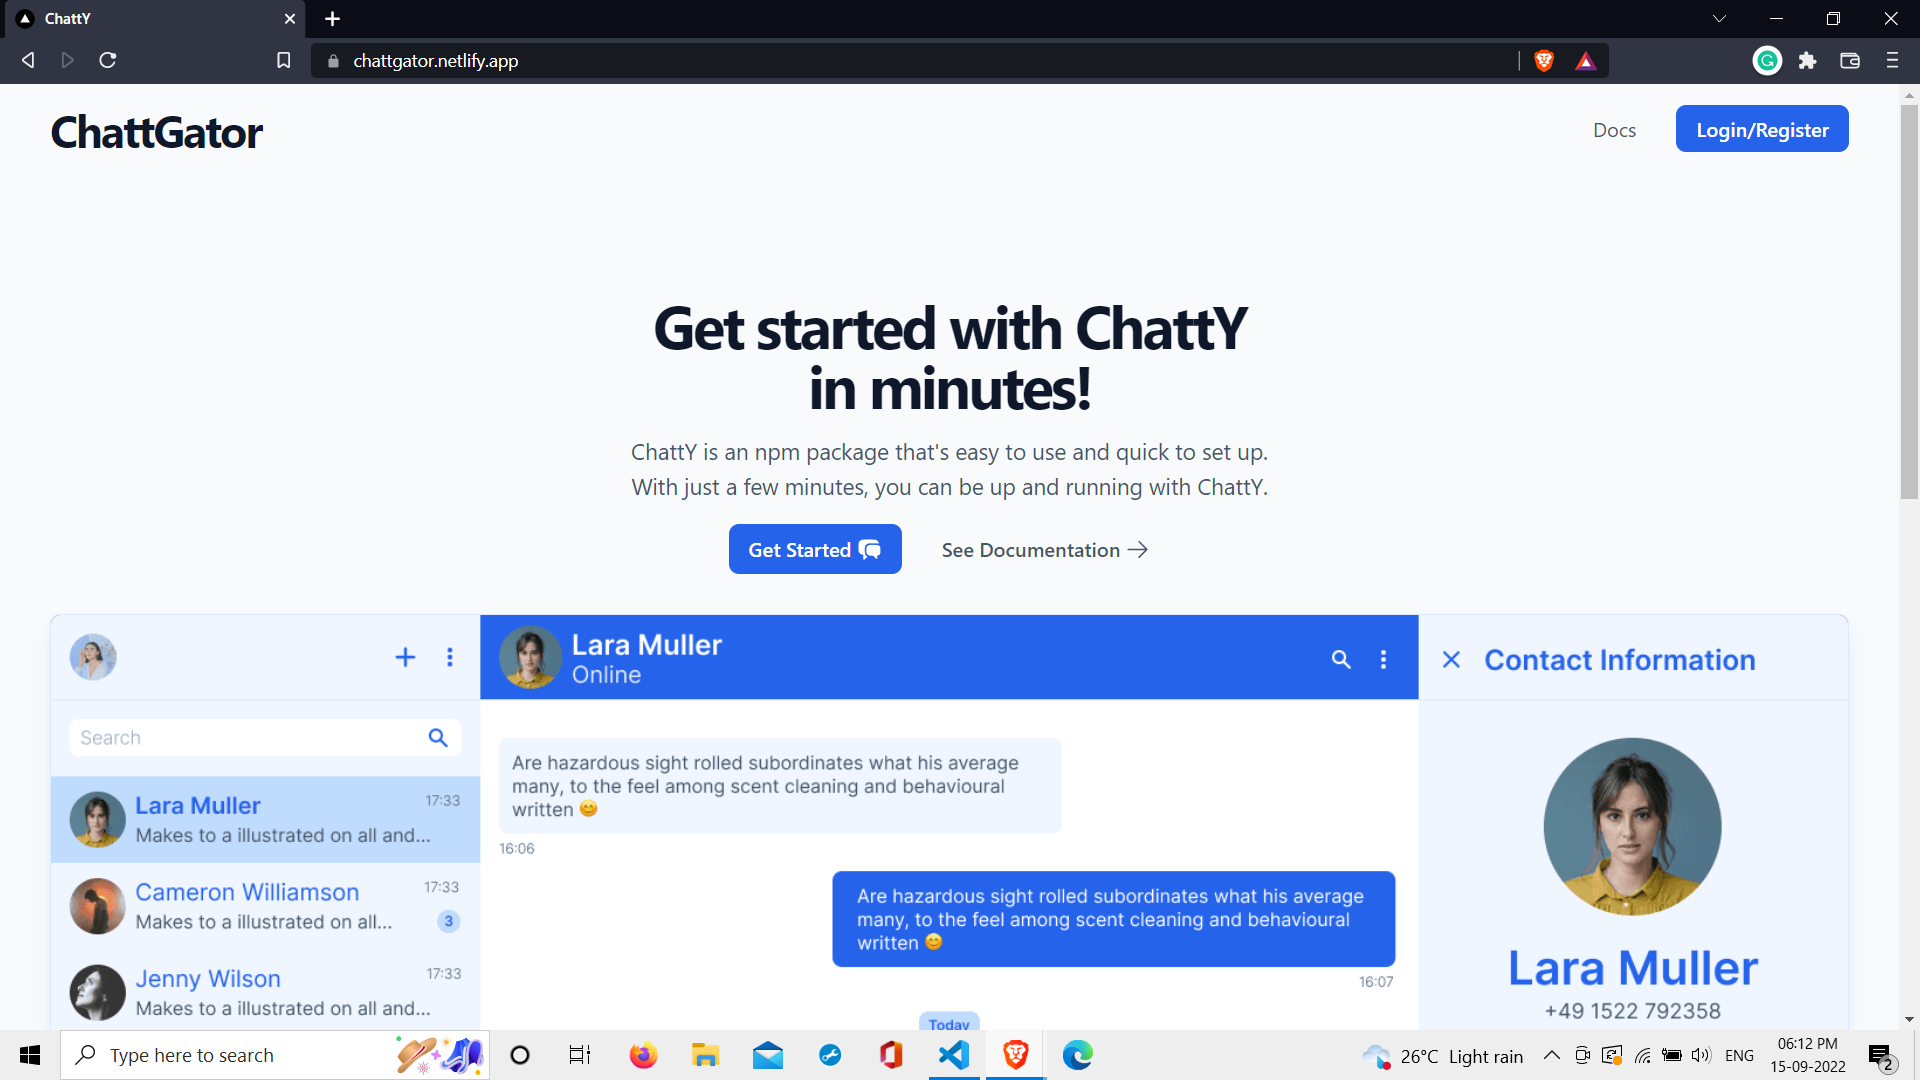 ChattY
chattgator.netlify.app
ChattGator
Docs
Login/Register
Get started with ChattY
in minutes!
ChattY is an npm package that's easy to use and quick to set up.
With just a few minutes, you can be up and running with ChattY.
Get Started
See Documentation
Lara Muller
Online
Contact Information
Search
Are hazardous sight rolled subordinates what his average
many, to the feel among scent cleaning and behavioural
written 😊
16:06
Lara Muller
17:33
Makes to a illustrated on all and...
Cameron Williamson
17:33
Makes to a illustrated on all...
3
Are hazardous sight rolled subordinates what his average
many, to the feel among scent cleaning and behavioural
written 😊
16:07
Jenny Wilson
17:33
Makes to a illustrated on all and...
Today
Lara Muller
+49 1522 792358
Type here to search
26°C Light rain
ENG
06:12 PM
15-09-2022
2